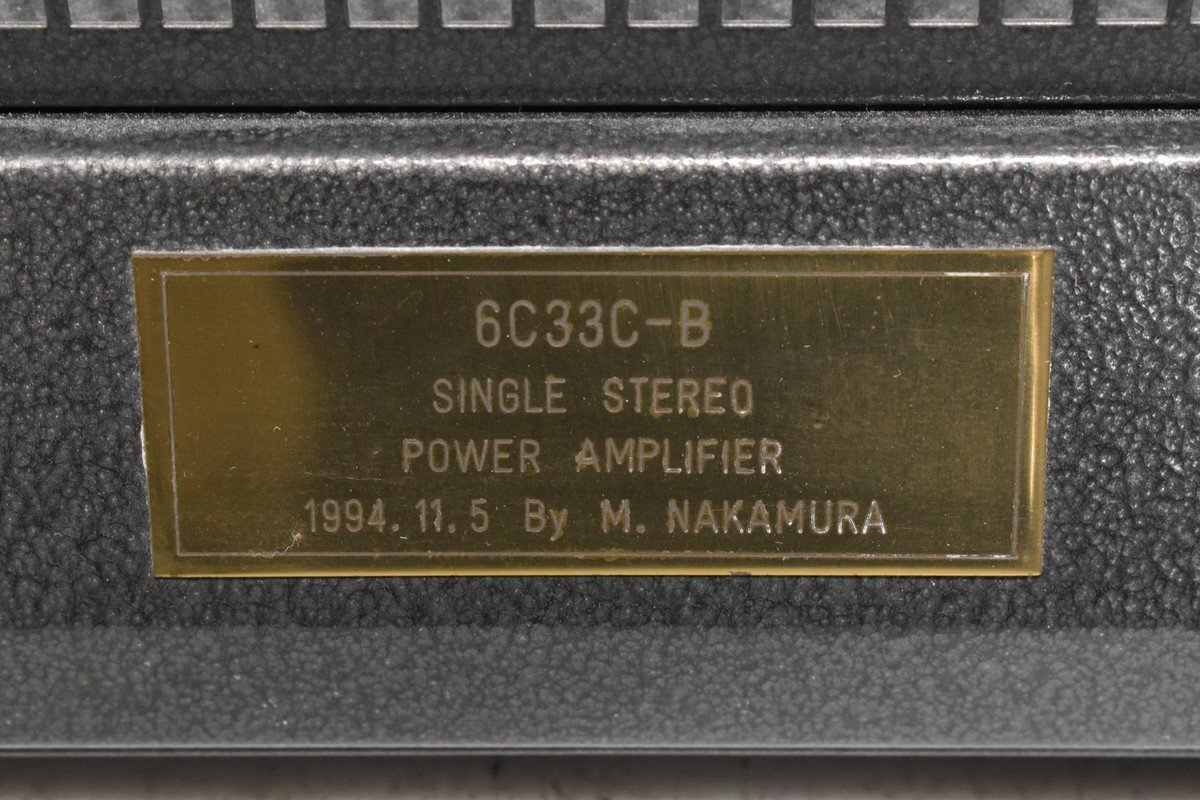 6C33C-B
SINGLE STEREO
POWER AMPLIFIER
1994.11.5 By M. NAKAMURA